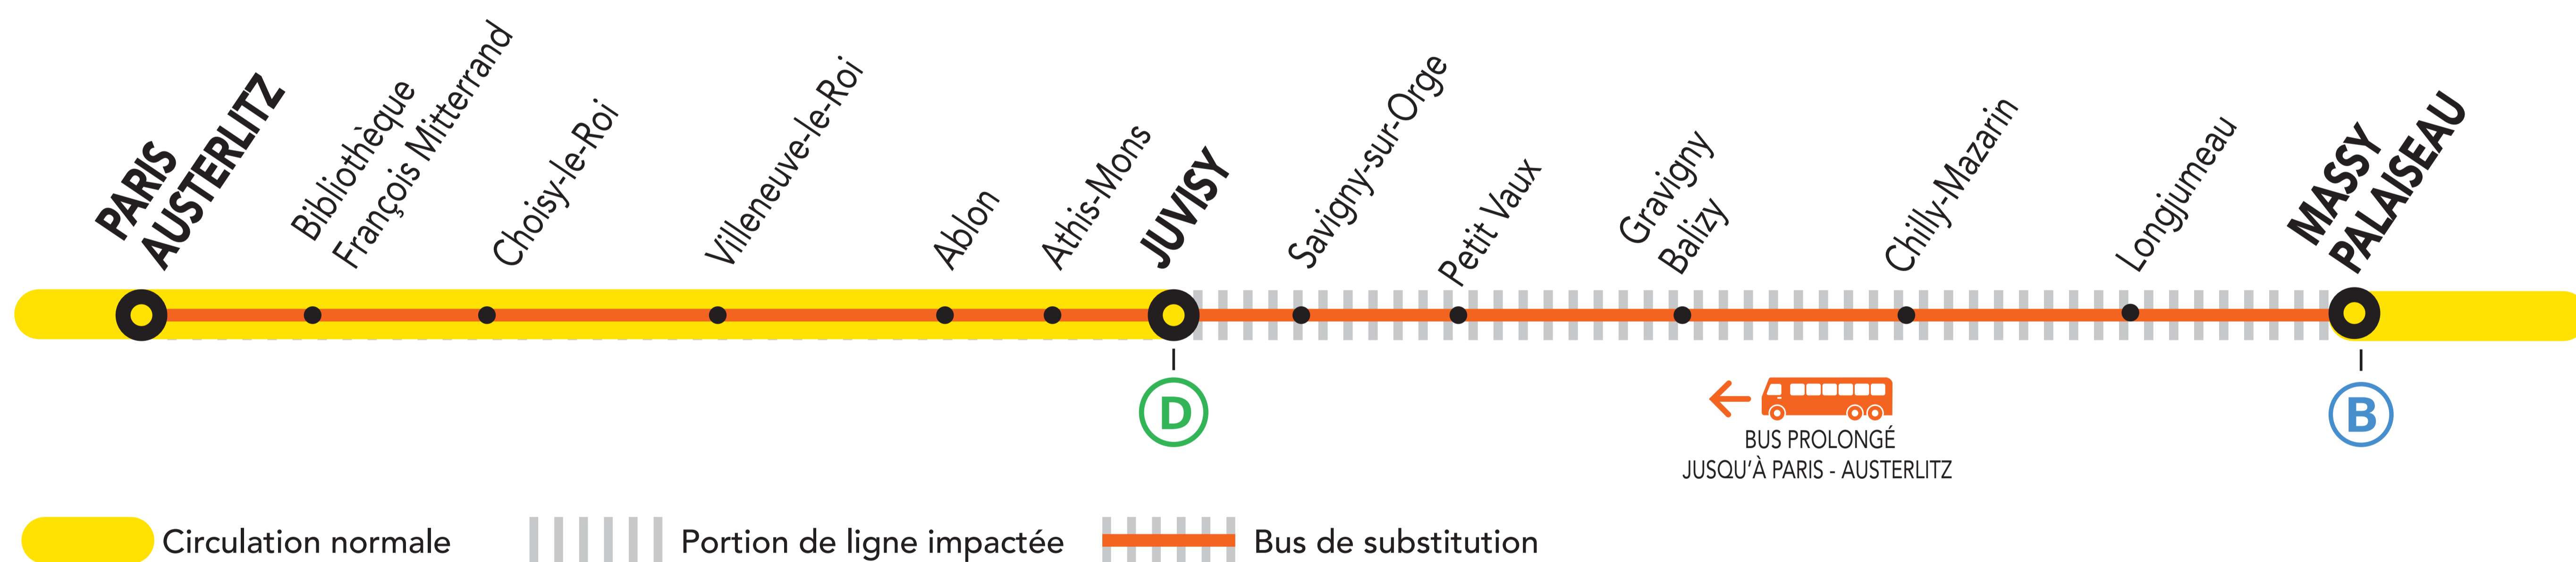 PARIS
AUSTERLITZ
Bibliothèque
François Mitterrand
Choisy-le-Roi
Villeneuve-le-Roi
Ablon
Athis-Mons
JUVISY
Savigny-sur-Orge
Petit Vaux
Gravigny
Balizy
Chilly-Mazarin
Longjumeau
MASSY
PALAISEAU
D
B
BUS PROLONGÉ
JUSQU'À PARIS - AUSTERLITZ
Circulation normale
Portion de ligne impactée
Bus de substitution